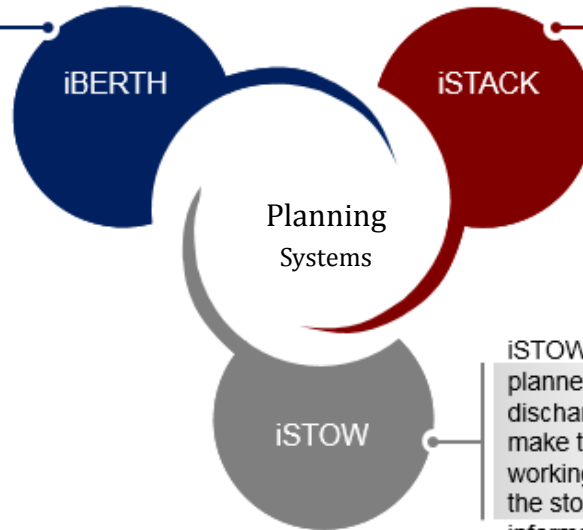 iBERTH
iSTACK
Planning
Systems
iSTOW
planne
dischar
make t
working
the sto
iSTOW